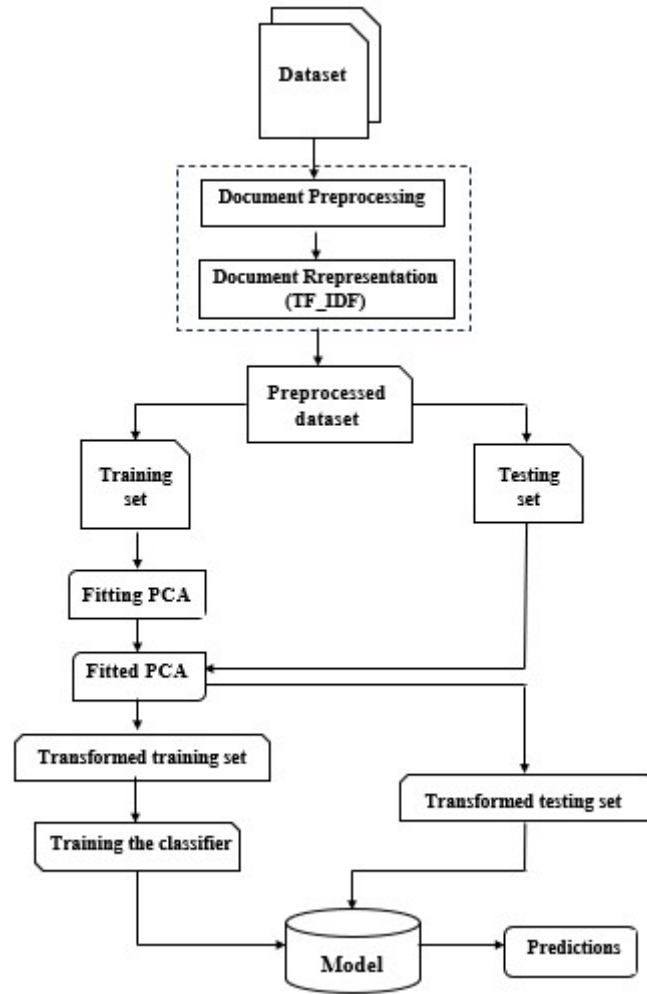 Dataset
Document Preprocessing
Document Rrepresentation
(TF_IDF)
Preprocessed
dataset
Training
set
Testing
set
Fitting PCA
Fitted PCA
Transformed training set
Transformed testing set
Training the classifier
Model
Predictions